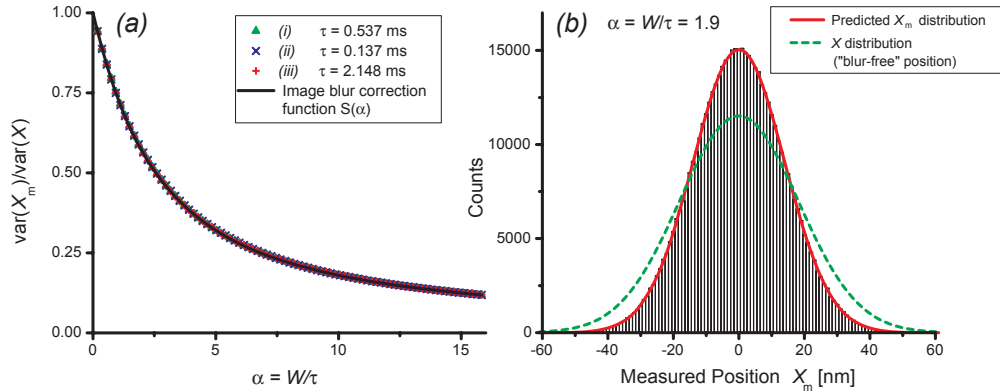 (a)
(i) τ = 0.537 ms
(ii) τ = 0.137 ms
(iii) τ = 2.148 ms
Image blur correction
function S(α)
var(Xm)/var(X)
1.00
0.75
0.50
0.25
0.00
0 5 10 15
α = W/τ
(b)
α = W/τ = 1.9
Predicted Xm distribution
X distribution
("blur-free" position)
Counts
15000
10000
5000
0
-60 -40 -20 0 20 40 60
Measured Position Xm [nm]